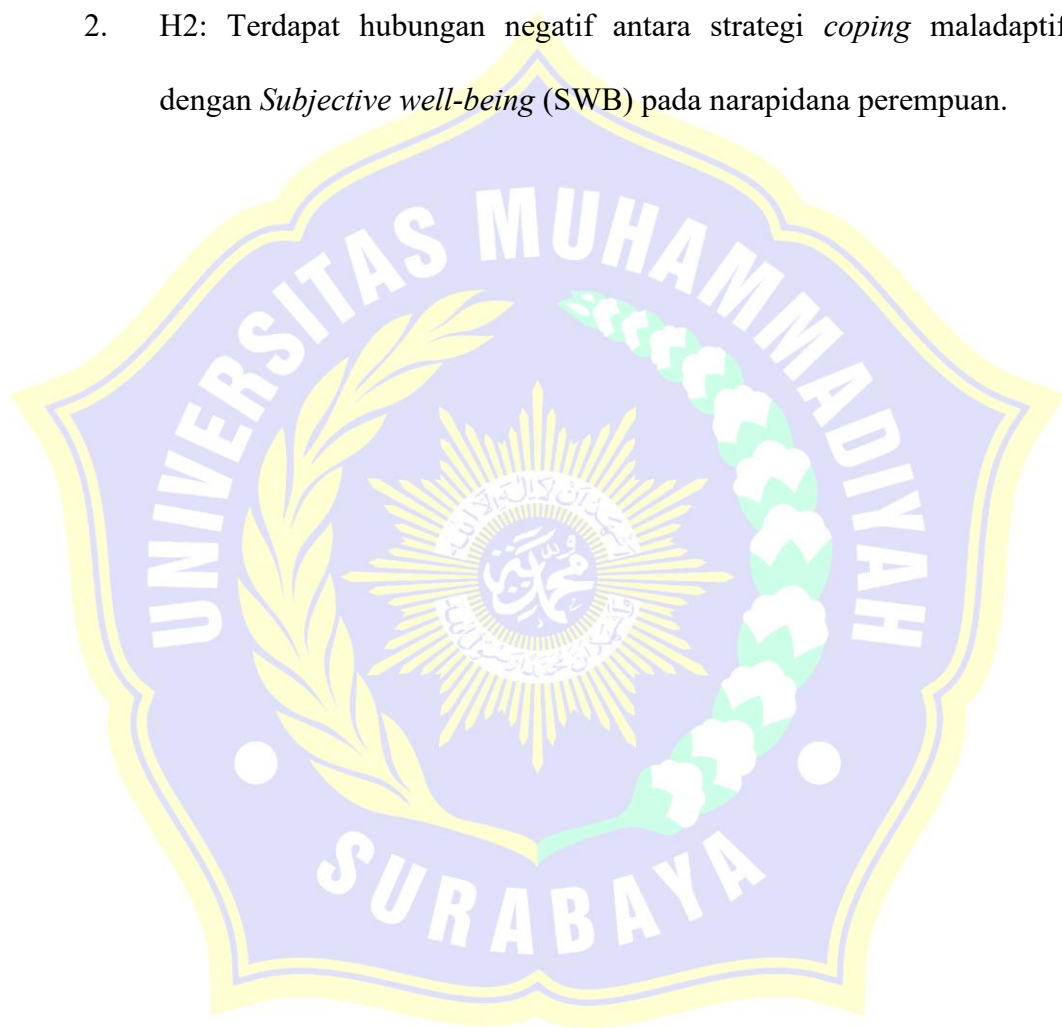 2. H2: Terdapat hubungan negatif antara strategi coping maladaptif
dengan Subjective well-being (SWB) pada narapidana perempuan.
UNIVERSITAS MUHAMMADIYAH
SURABAYA